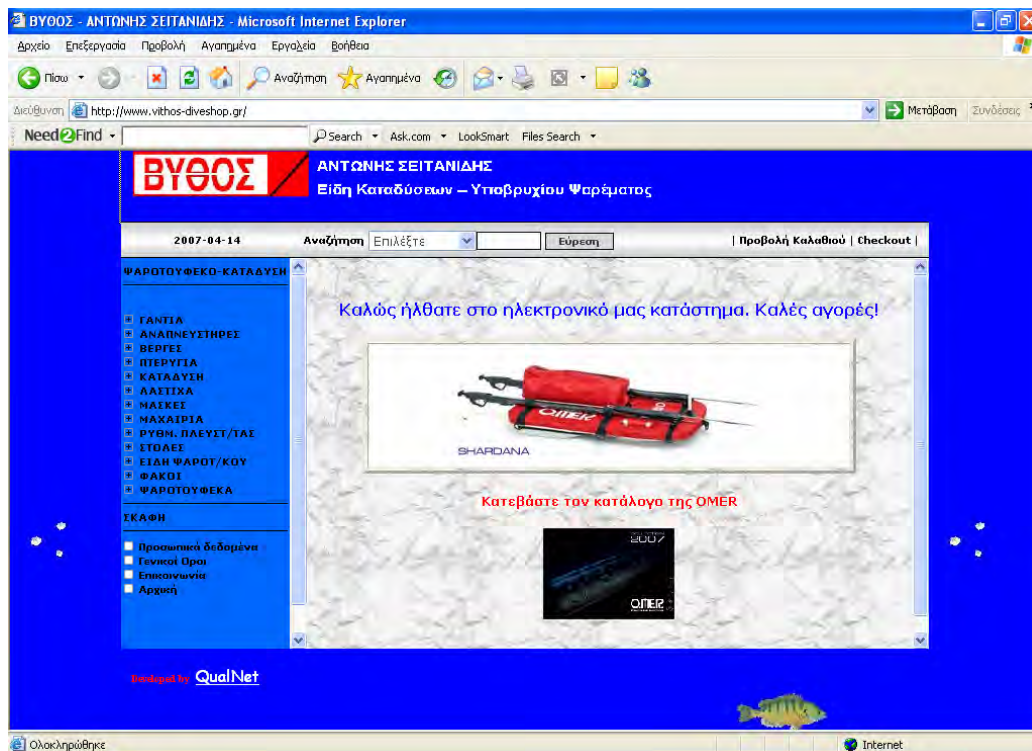 ΒΥΘΟΣ - ΑΝΤΩΝΗΣ ΣΕΙΤΑΝΙΔΗΣ - Microsoft Internet Explorer
Αρχείο Επεξεργασία Προβολή Αγαπημένα Εργαλεία Βοήθεια
Πίσω Αναζήτηση Αγαπημένα
Διεύθυνση http://www.vithos-diveshop.gr/ Μετάβαση Συνδέσεις
Need2Find Search Ask.com LookSmart Files Search
ΒΥΘΟΣ
ΑΝΤΩΝΗΣ ΣΕΙΤΑΝΙΔΗΣ
Είδη Καταδύσεων – Υποβρυχίου Ψαρέματος
2007-04-14 Αναζήτηση Επιλέξτε Εύρεση | Προβολή Καλαθιού | Checkout |
ΨΑΡΟΤΟΥΦΕΚΟ-ΚΑΤΑΔΥΣΗ
ΓΑΝΤΙΑ
ΑΝΑΠΝΕΥΣΤΗΡΕΣ
ΒΕΡΓΕΣ
ΠΤΕΡΥΓΙΑ
ΚΑΤΑΔΥΣΗ
ΛΑΣΤΙΧΑ
ΜΑΣΚΕΣ
ΜΑΧΑΙΡΙΑ
ΡΥΘΜ. ΠΛΕΥΣΤ/ΤΑΣ
ΣΤΟΛΕΣ
ΕΙΔΗ ΨΑΡΟΤ/ΚΟΥ
ΦΑΚΟΙ
ΨΑΡΟΤΟΥΦΕΚΑ
ΣΚΑΦΗ
Προσωπικά δεδομένα
Γενικοί Όροι
Επικοινωνία
Αρχική
Καλώς ήλθατε στο ηλεκτρονικό μας κατάστημα. Καλές αγορές!
OMER
SHARDANA
Κατεβάστε τον κατάλογο της OMER
2007
OMER
Developed by QualNet
Ολοκληρώθηκε Internet